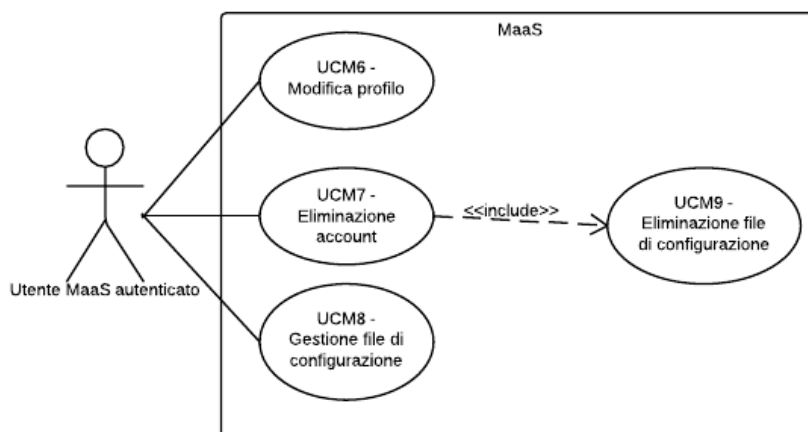 MaaS
UCM6 -
Modifica profilo
UCM7 -
Eliminazione
account
<<include>>
UCM9 -
Eliminazione file
di configurazione
Utente MaaS autenticato
UCM8 -
Gestione file di
configurazione